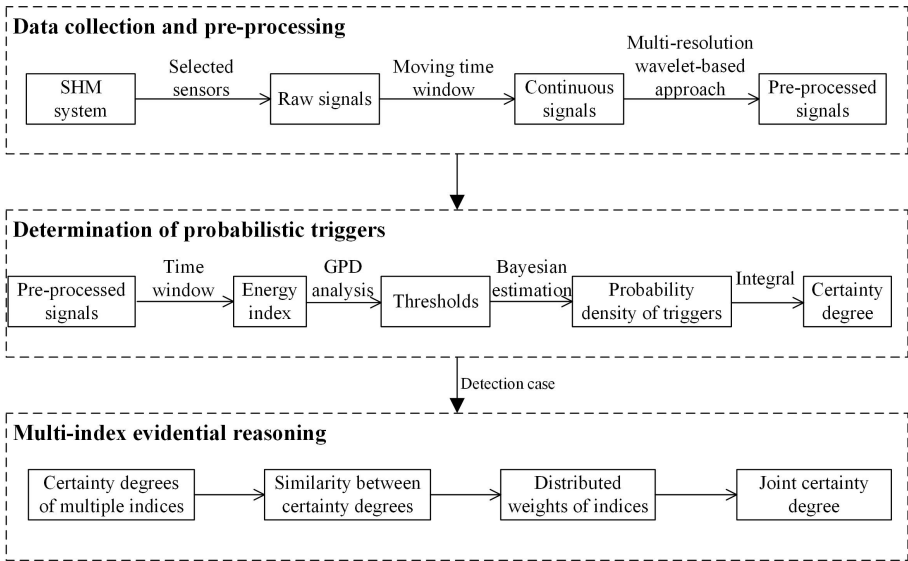 Data collection and pre-processing
SHM
system
Selected
sensors
Raw signals
Moving time
window
Continuous
signals
Multi-resolution
wavelet-based
approach
Pre-processed
signals
Determination of probabilistic triggers
Pre-processed
signals
Time
window
Energy
index
GPD
analysis
Thresholds
Bayesian
estimation
Probability
density of triggers
Integral
Certainty
degree
Detection case
Multi-index evidential reasoning
Certainty degrees
of multiple indices
Similarity between
certainty degrees
Distributed
weights of indices
Joint certainty
degree